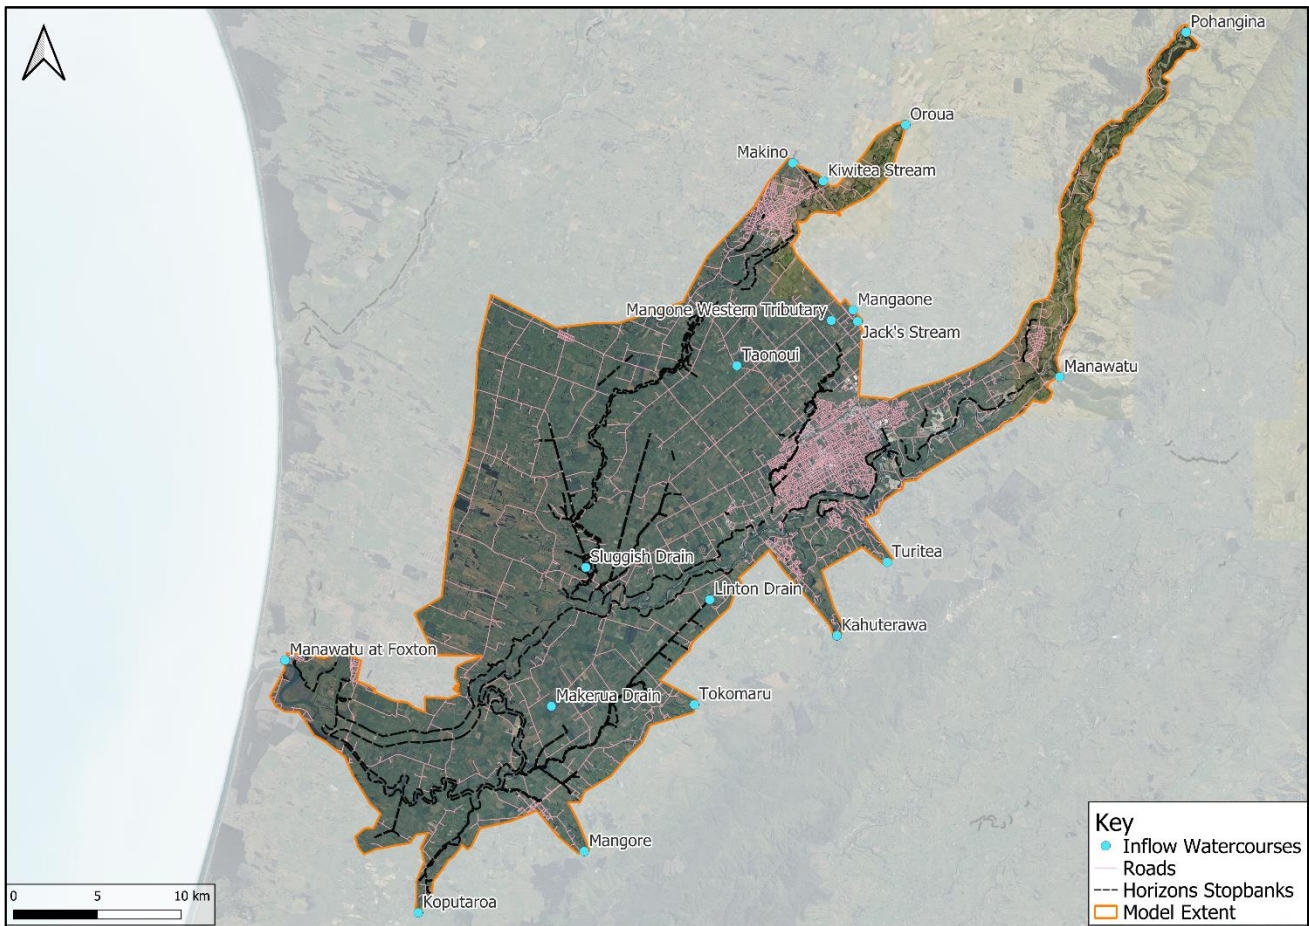 Pohangina
Oroua
Makino
Kiwitea Stream
Mangaone
Mangone Western Tributary
Jack's Stream
Taonoui
Manawatu
Sluggish Drain
Turitea
Linton Drain
Kahuterawa
Manawatu at Foxton
Makerua Drain
Tokomaru
Mangore
Koputaroa
Key
Inflow Watercourses
Roads
Horizons Stopbanks
Model Extent
0 5 10 km